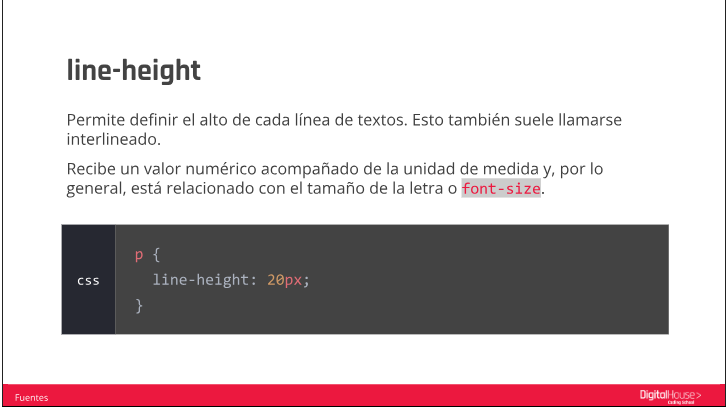 line-height
Permite definir el alto de cada línea de textos. Esto también suele llamarse
interlineado.
Recibe un valor numérico acompañado de la unidad de medida y, por lo
general, está relacionado con el tamaño de la letra o font-size.
css
p {
line-height: 20px;
}
Fuentes
DigitalHouse>
Coding School